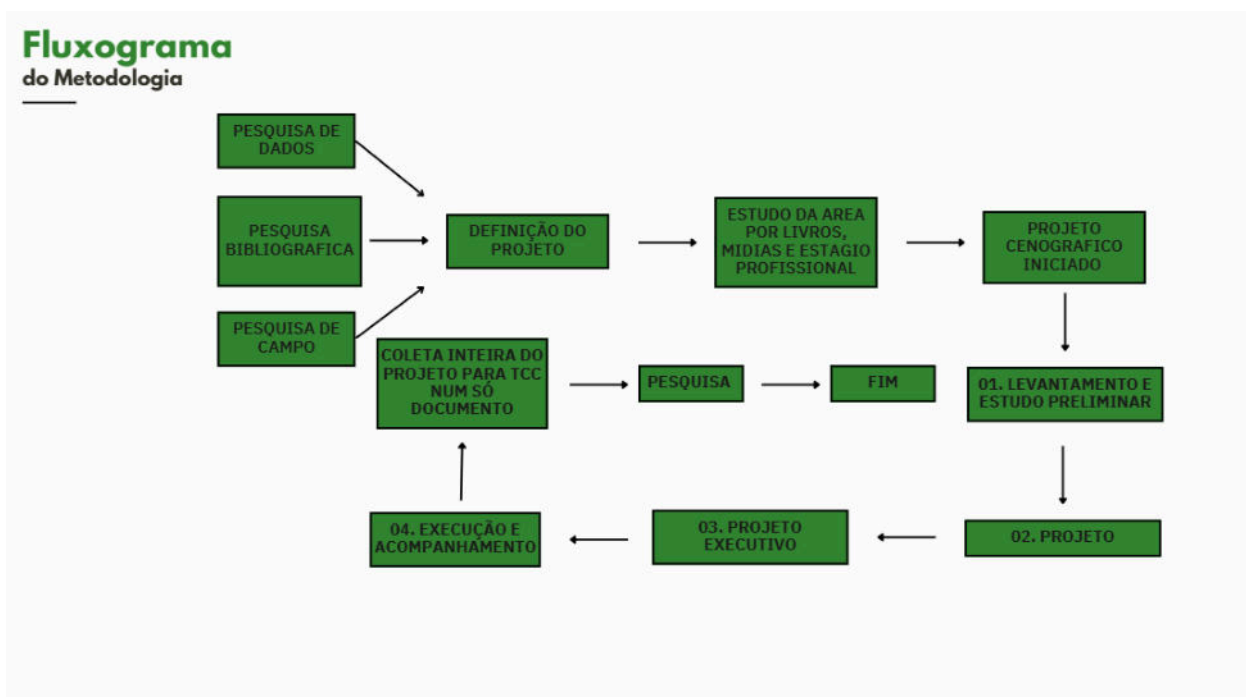 Fluxograma
do Metodologia
PESQUISA DE
DADOS
PESQUISA
BIBLIOGRAFICA
PESQUISA DE
CAMPO
DEFINIÇÃO DO
PROJETO
ESTUDO DA AREA
POR LIVROS,
MIDIAS E ESTAGIO
PROFISSIONAL
PROJETO
CENOGRAFICO
INICIADO
01. LEVANTAMENTO E
ESTUDO PRELIMINAR
02. PROJETO
03. PROJETO
EXECUTIVO
04. EXECUÇÃO E
ACOMPANHAMENTO
COLETA INTEIRA DO
PROJETO PARA TCC
NUM SÓ
DOCUMENTO
PESQUISA
FIM